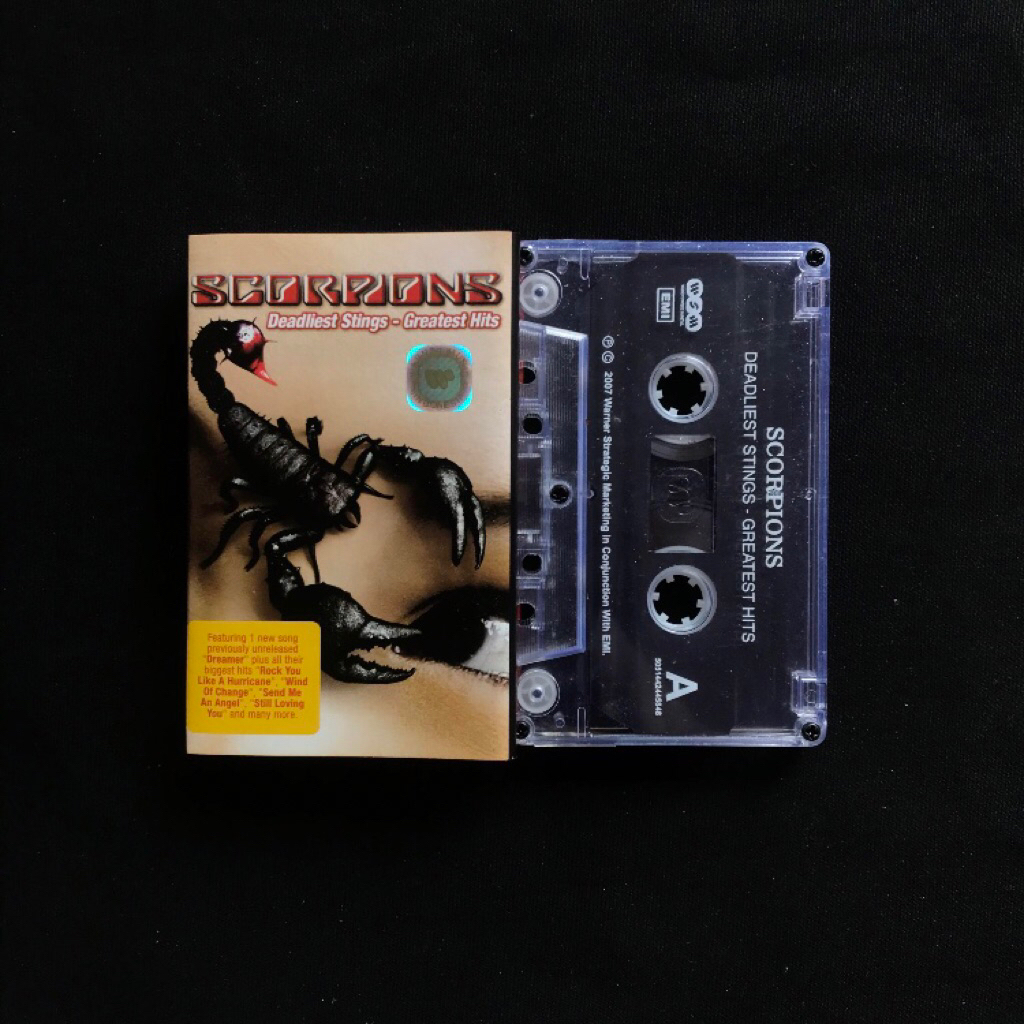 SCORPIONS
Deadliest Stings - Greatest Hits
Featuring 1 new song
previously unreleased
"Dreamer" plus all their
biggest hits "Rock You
Like A Hurricane", "Wind
Of Change", "Send Me
An Angel", "Still Loving
You" and many more.
SCORPIONS
DEADLIEST STINGS - GREATEST HITS
WSM
EMI
A
℗ © 2007 Warner Strategic Marketing in Conjunction With EMI.